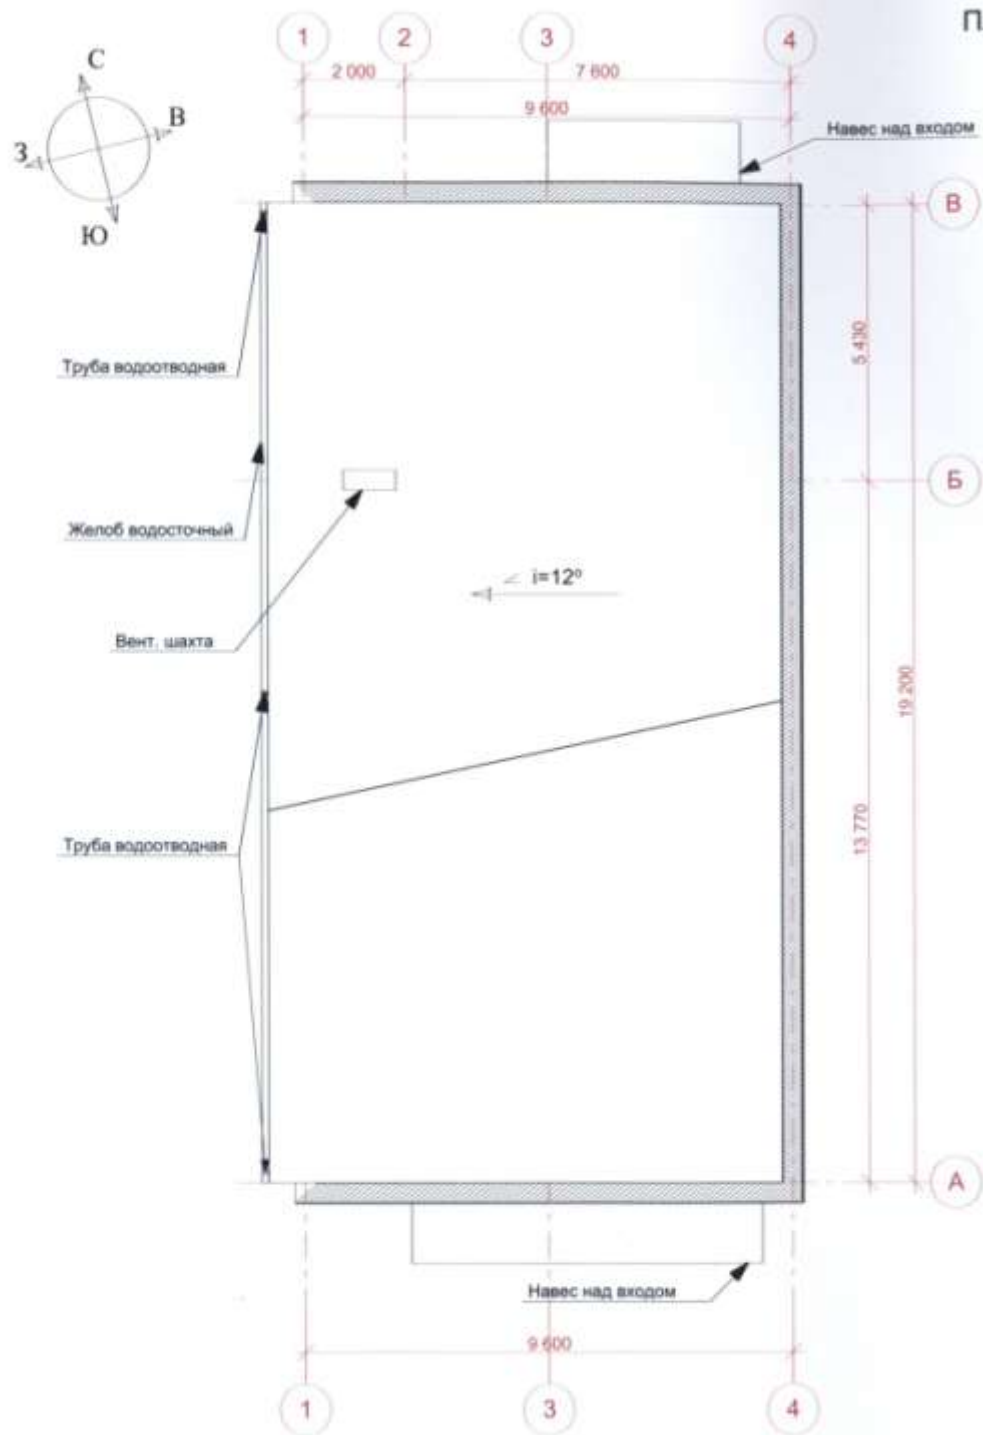 П
1
2
3
4
2 000
7 600
9 600
С
В
З
Ю
Навес над входом
В
Труба водоотводная
5 430
Желоб водосточный
Б
i=12°
Вент. шахта
19 200
Труба водоотводная
13 770
А
Навес над входом
9 600
1
3
4